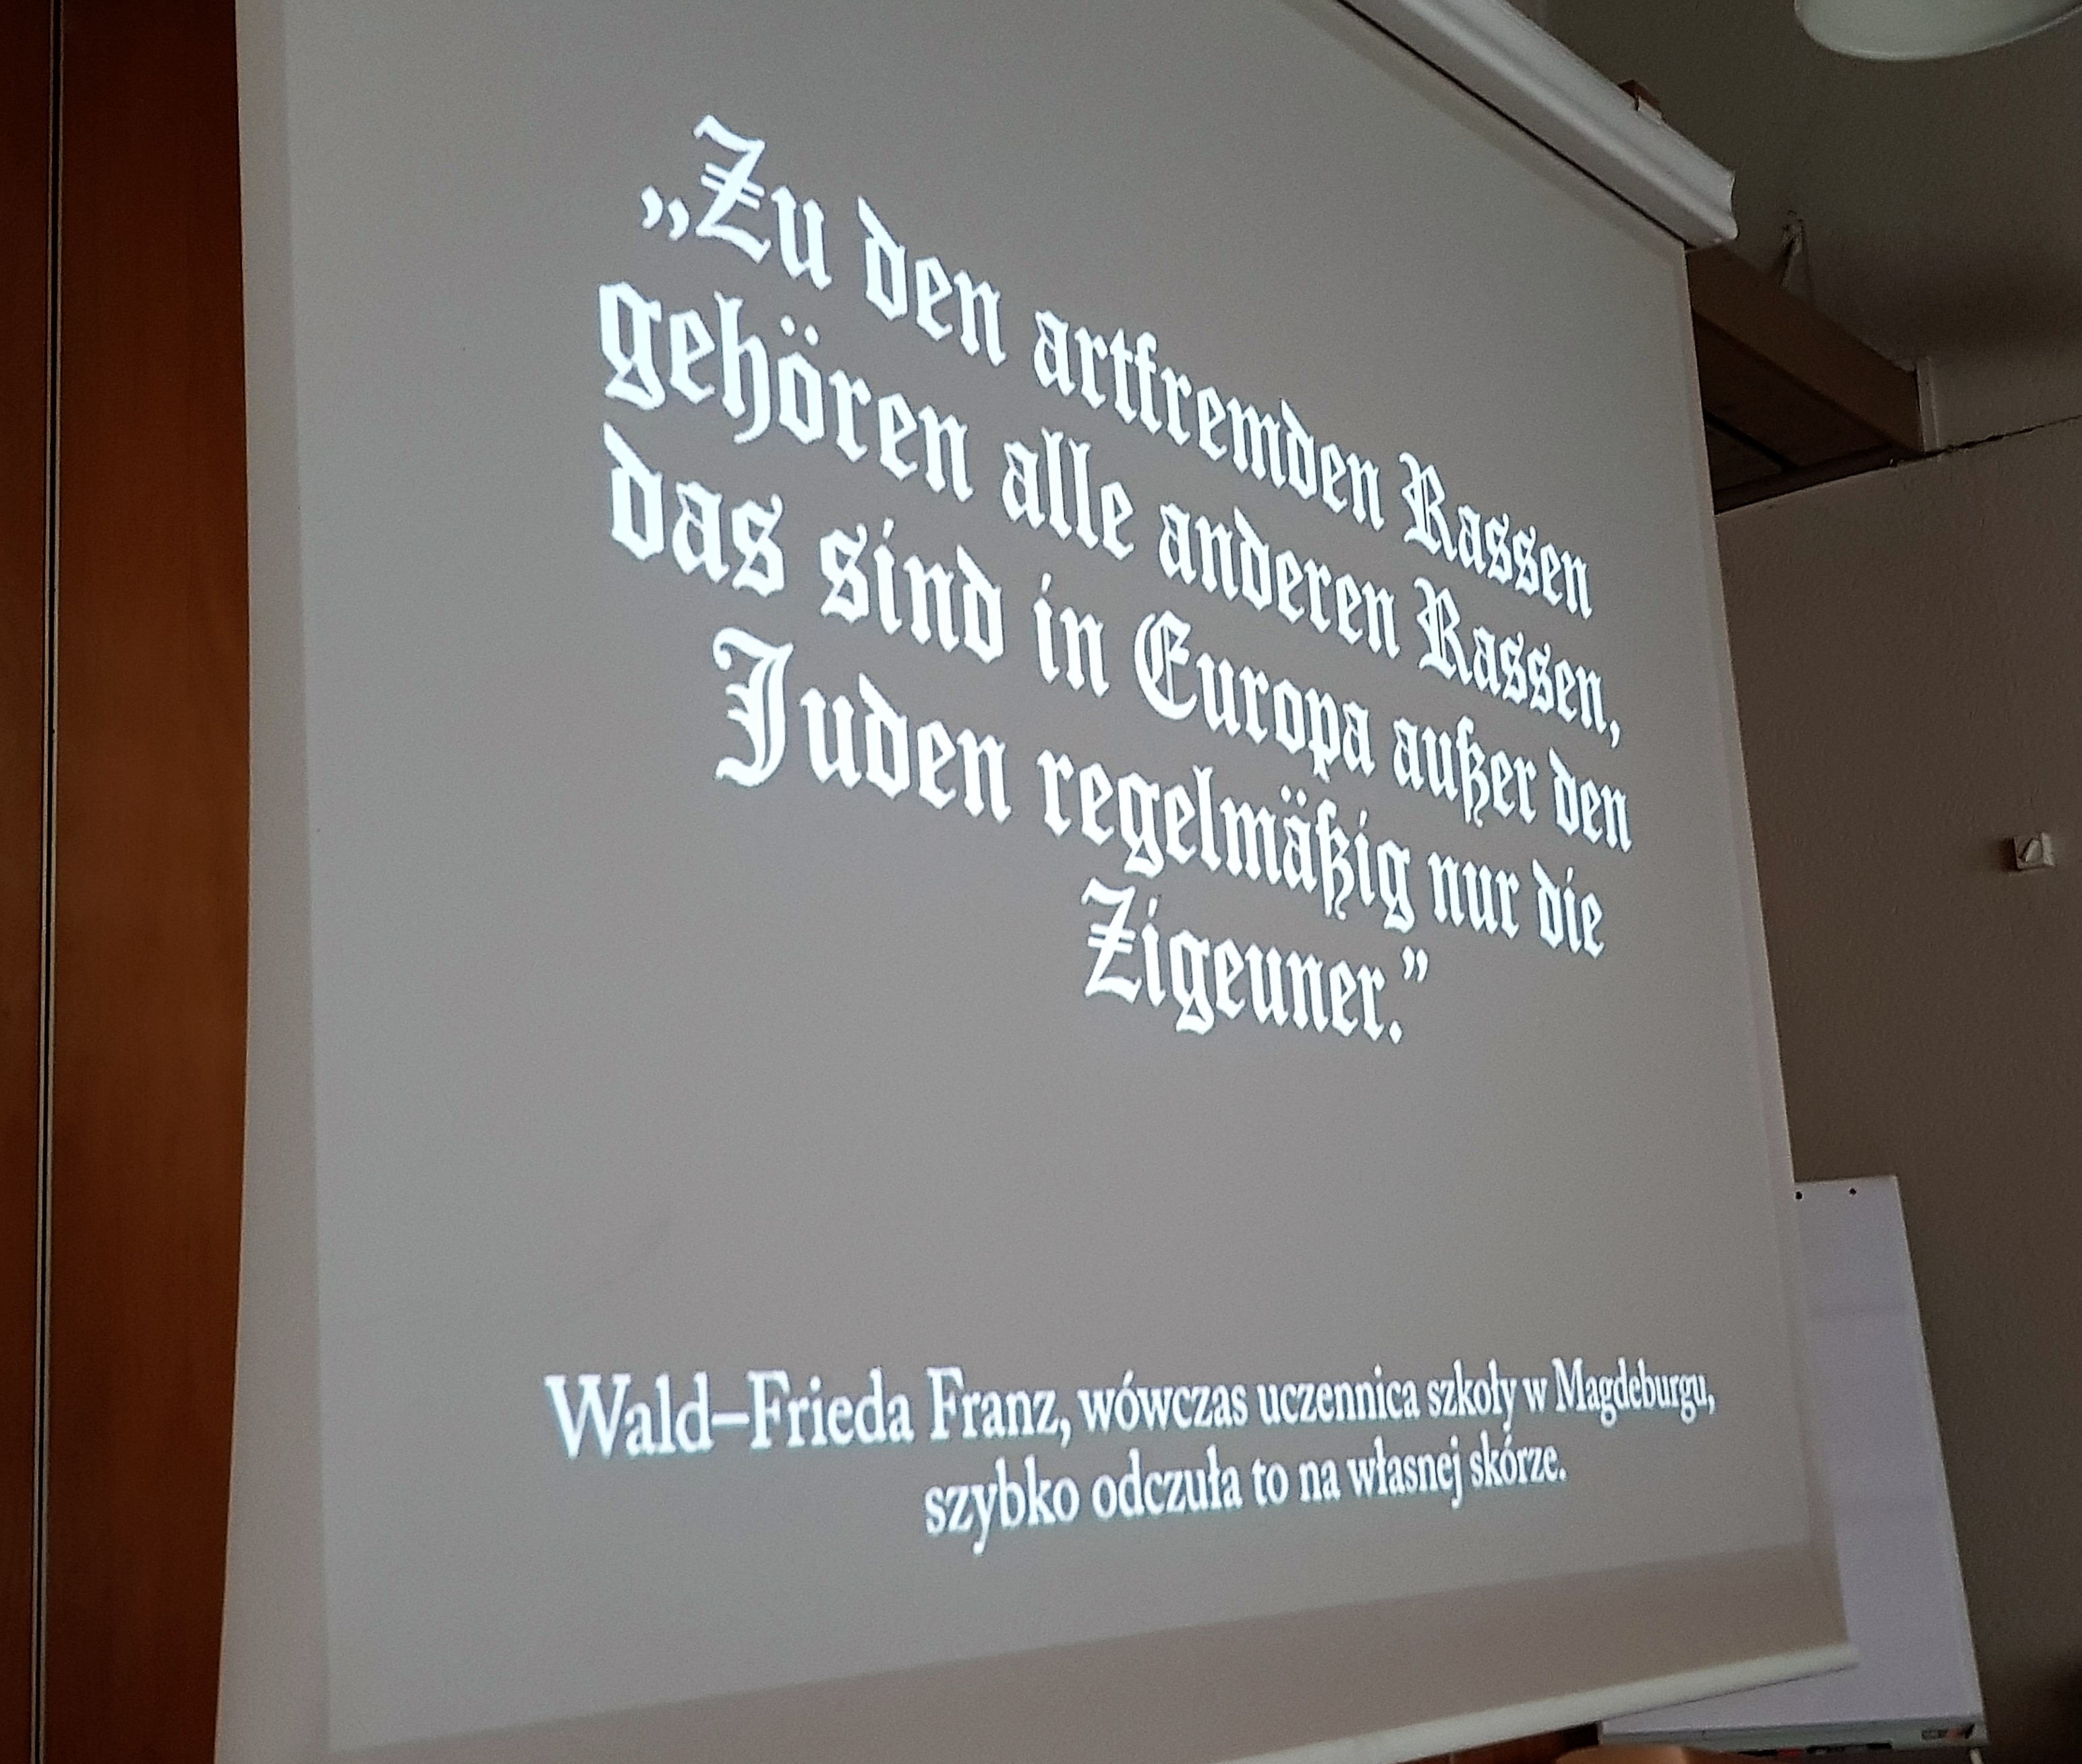 „Zu den artfremden Rassen
gehören alle anderen Rassen,
das sind in Europa außer den
Juden regelmäßig nur die
Zigeuner.”
Wald–Frieda Franz, wówczas uczennica szkoły w Magdeburgu,
szybko odczuła to na własnej skórze.